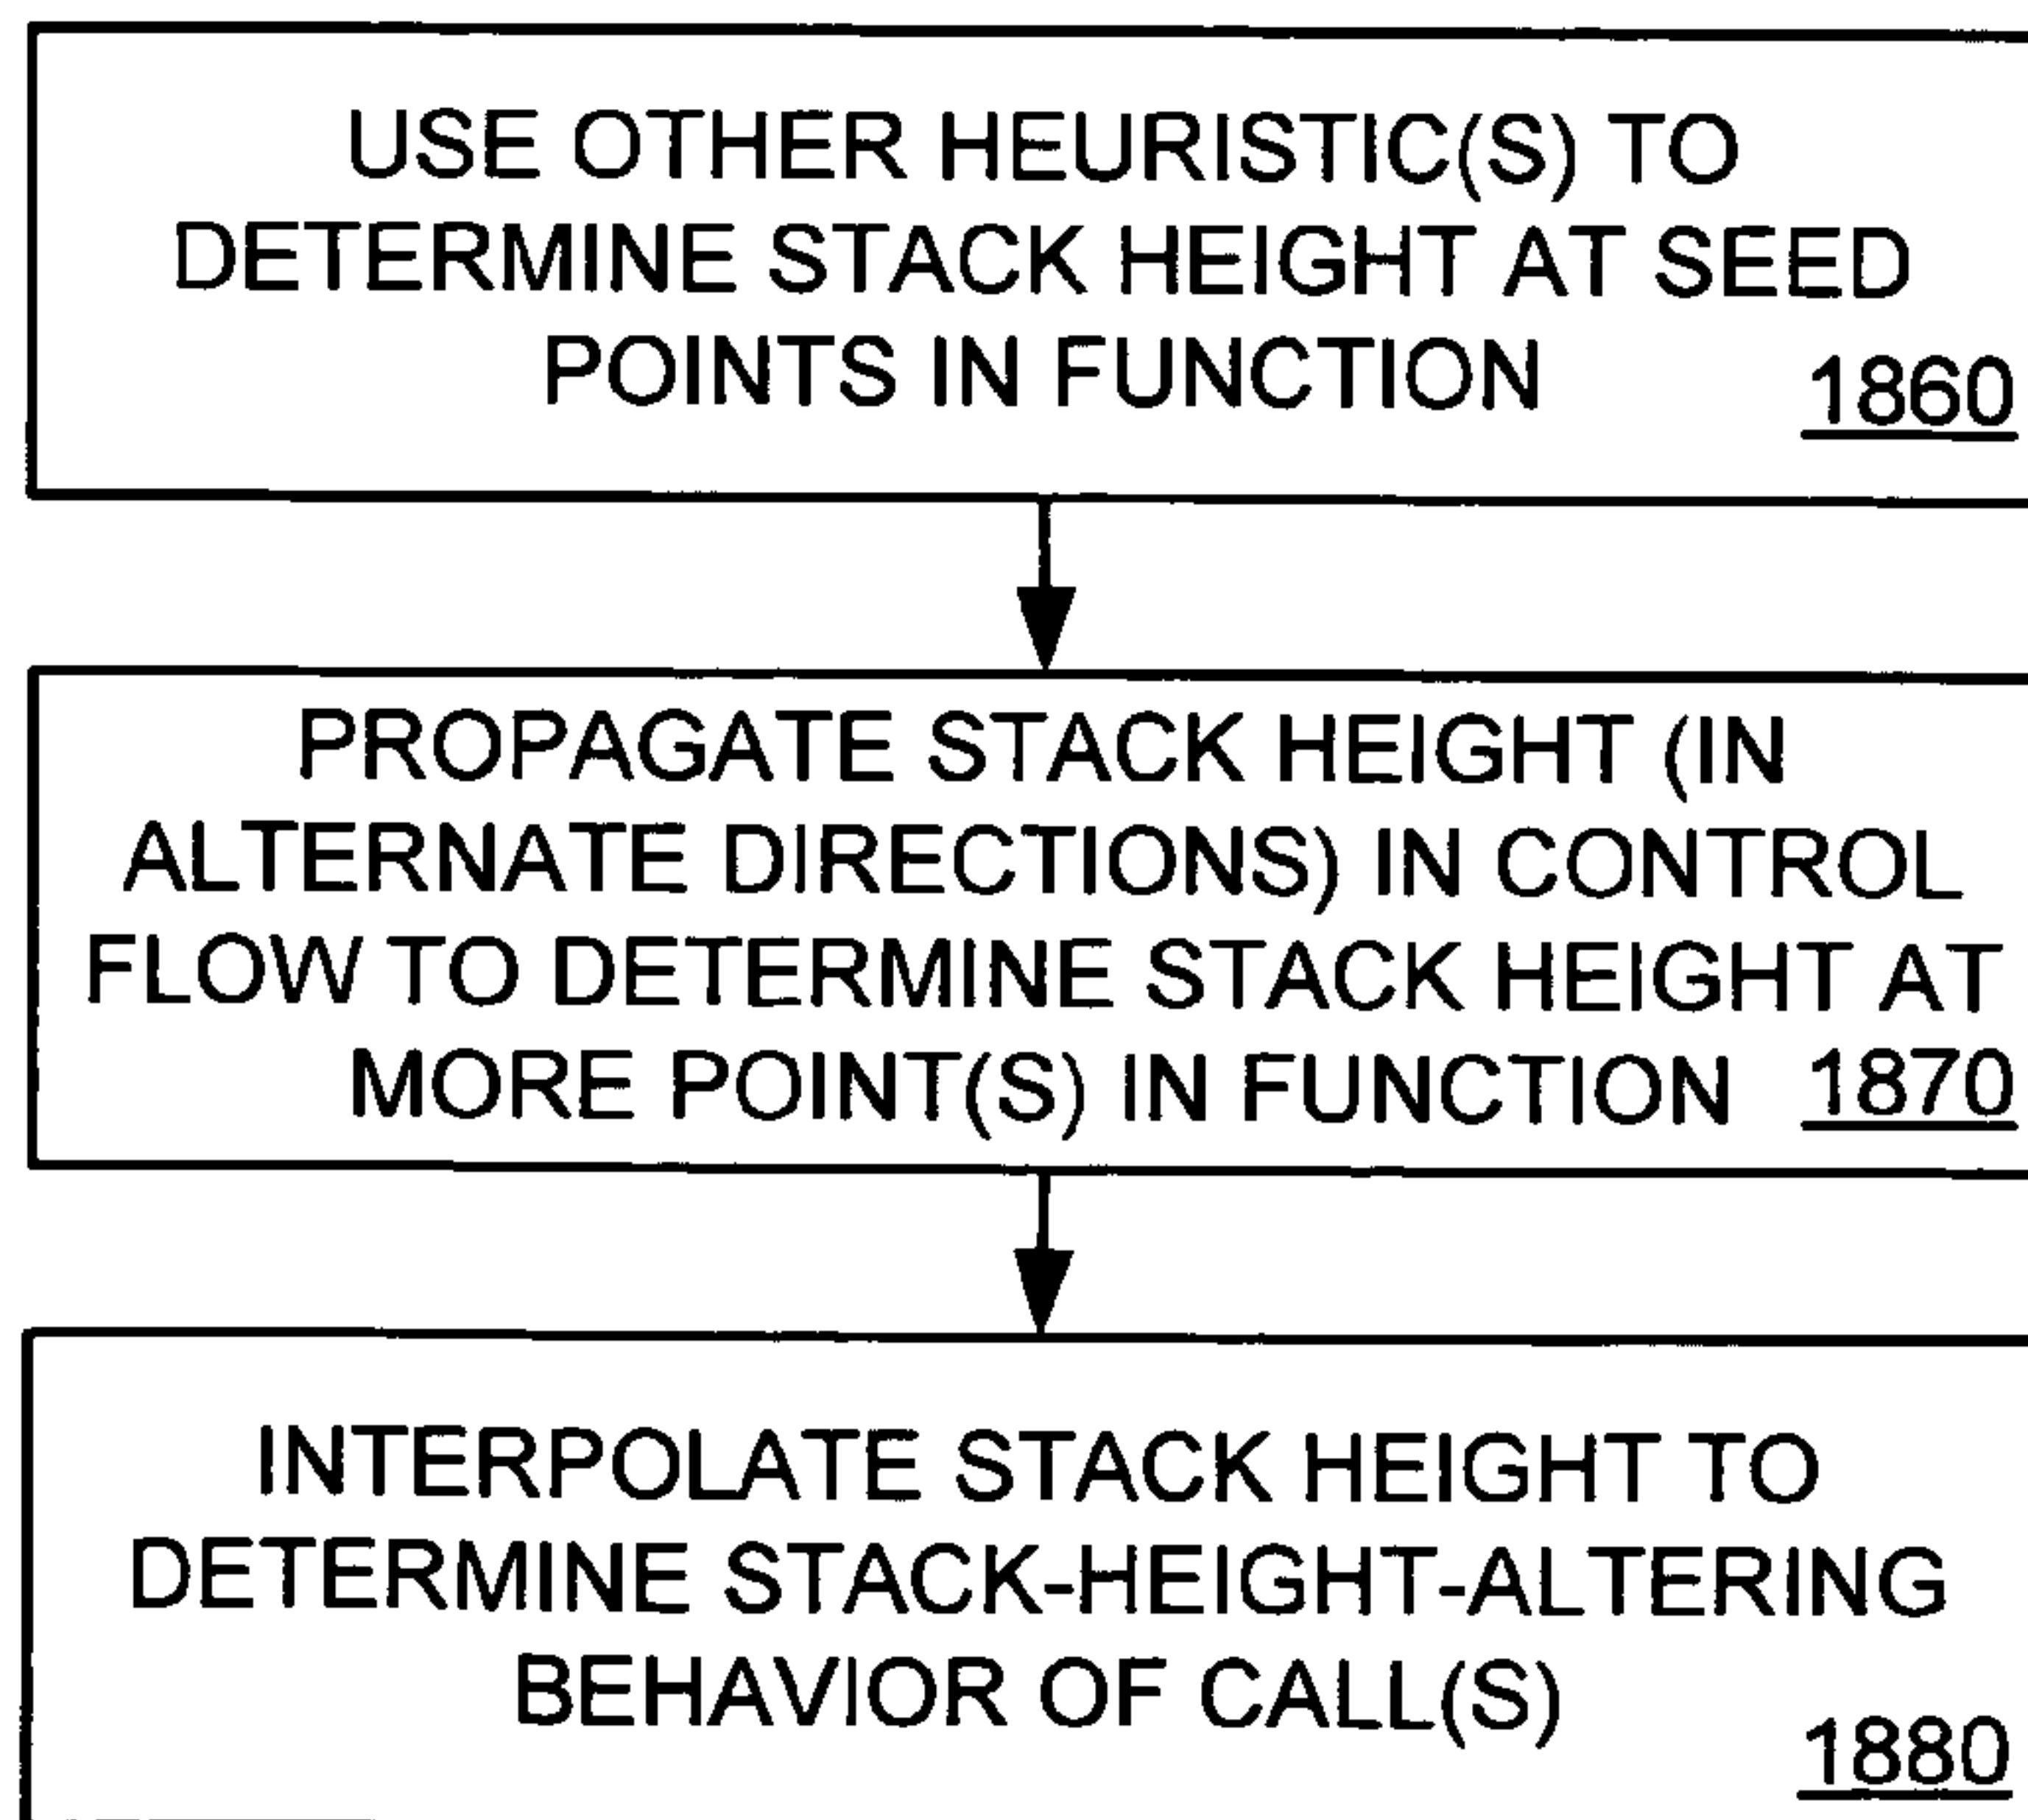 USE OTHER HEURISTIC(S) TO
DETERMINE STACK HEIGHT AT SEED
POINTS IN FUNCTION 1860
PROPAGATE STACK HEIGHT (IN
ALTERNATE DIRECTIONS) IN CONTROL
FLOW TO DETERMINE STACK HEIGHT AT
MORE POINT(S) IN FUNCTION 1870
INTERPOLATE STACK HEIGHT TO
DETERMINE STACK-HEIGHT-ALTERING
BEHAVIOR OF CALL(S)
1880